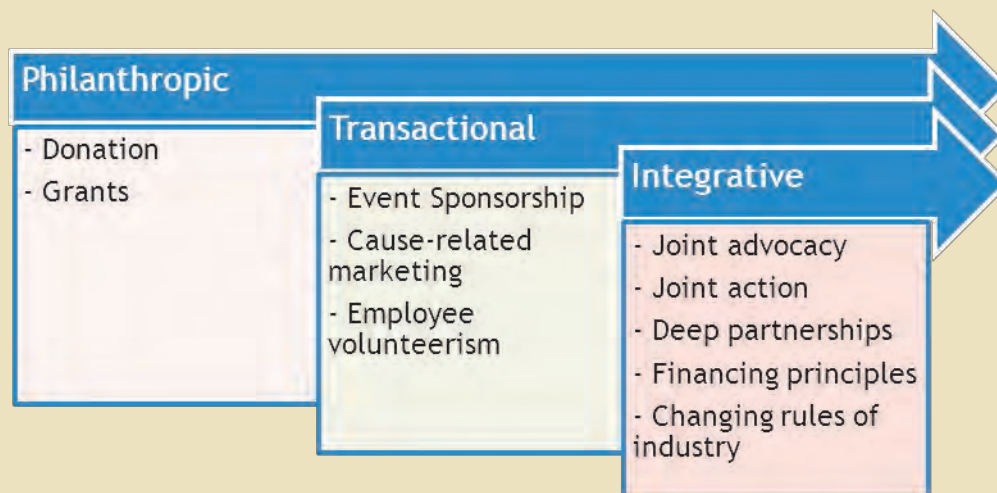 Philanthropic
- Donation
- Grants
Transactional
- Event Sponsorship
- Cause-related
marketing
- Employee
volunteerism
Integrative
- Joint advocacy
- Joint action
- Deep partnerships
- Financing principles
- Changing rules of
industry